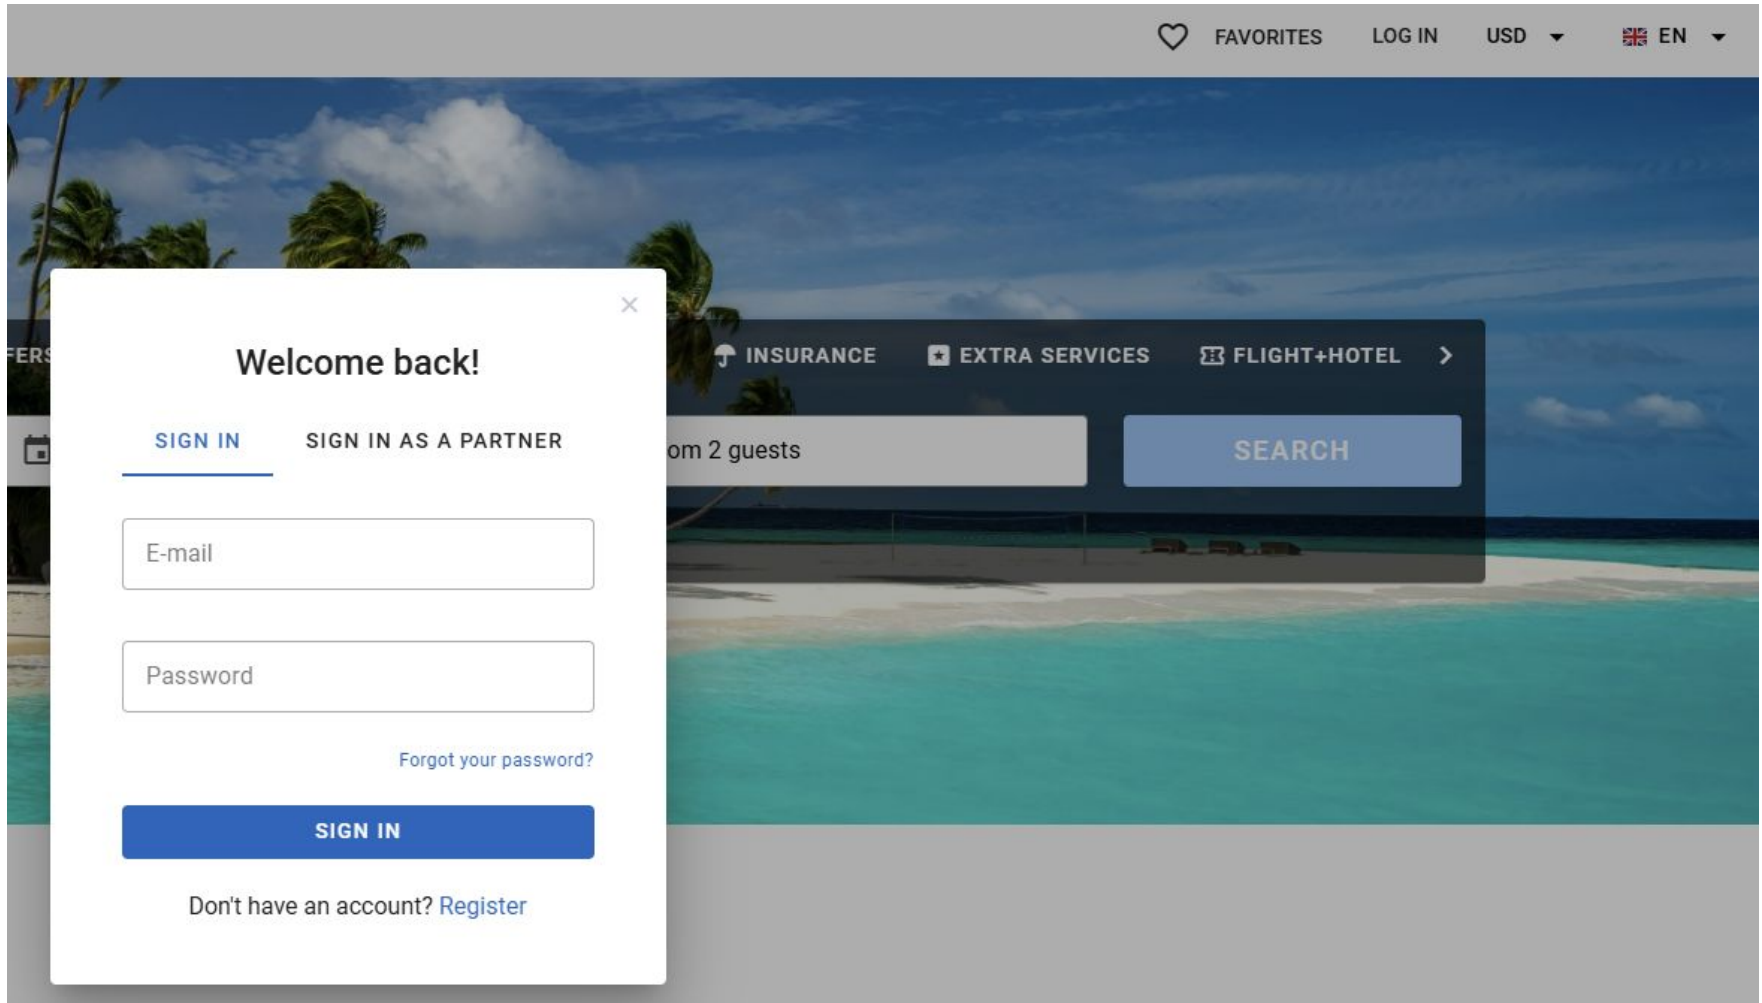 FAVORITES LOG IN USD EN
Welcome back!
SIGN IN SIGN IN AS A PARTNER
E-mail
Password
Forgot your password?
SIGN IN
Don't have an account? Register
INSURANCE EXTRA SERVICES FLIGHT+HOTEL
2 guests
SEARCH